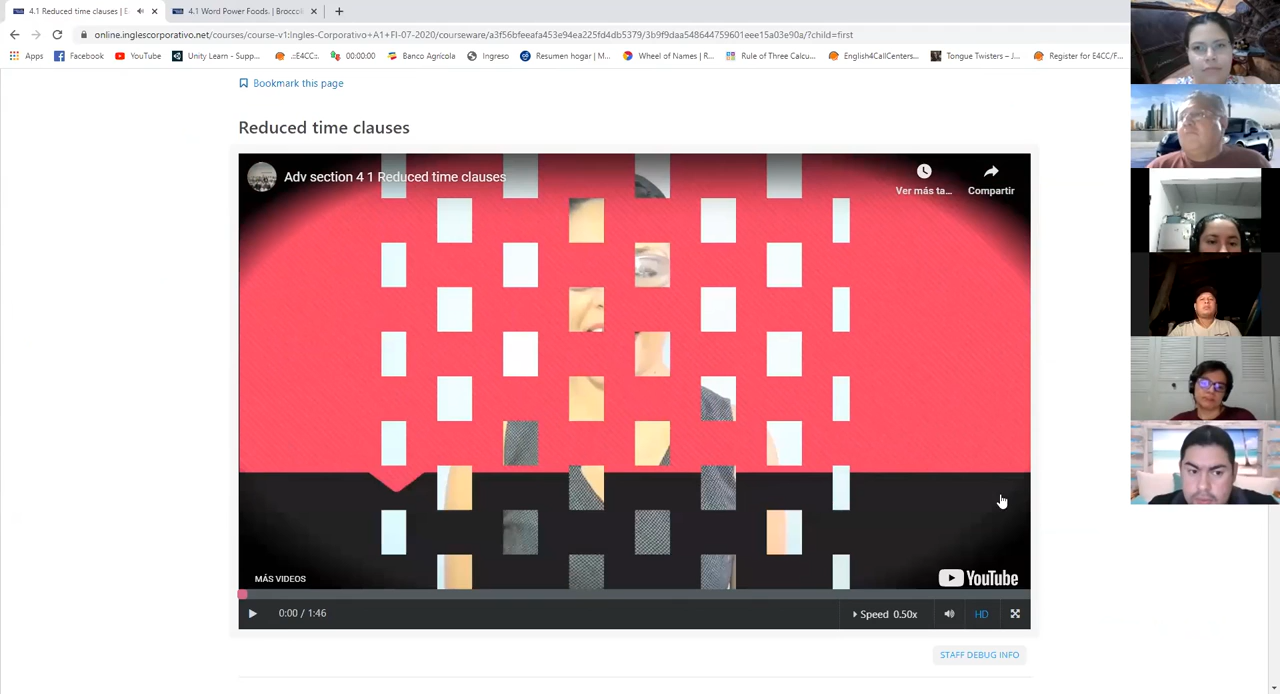 4.1 Reduced time clauses | E
4.1 Word Power Foods. | Broccoli
online.inglescorporativo.net/courses/course-v1:ingles-Corporativo+A1+FI-07-2020/courseware/a3f56bfeeafa453e94ea225fd4db5379/3b9f9daa548644759601eee15a03e90a/?child=first
Apps Facebook YouTube Unity Learn - Supp... .::E4CC::. 00:00:00 Banco Agrícola Ingreso Resumen hogar | M... Wheel of Names | R... Rule of Three Calcu... English4CallCenters... Tongue Twisters – J... Register for E4CC/F...
Bookmark this page
Reduced time clauses
Adv section 4 1 Reduced time clauses
Ver más ta... Compartir
MÁS VIDEOS
YouTube
0:00 / 1:46
Speed 0.50x
HD
STAFF DEBUG INFO